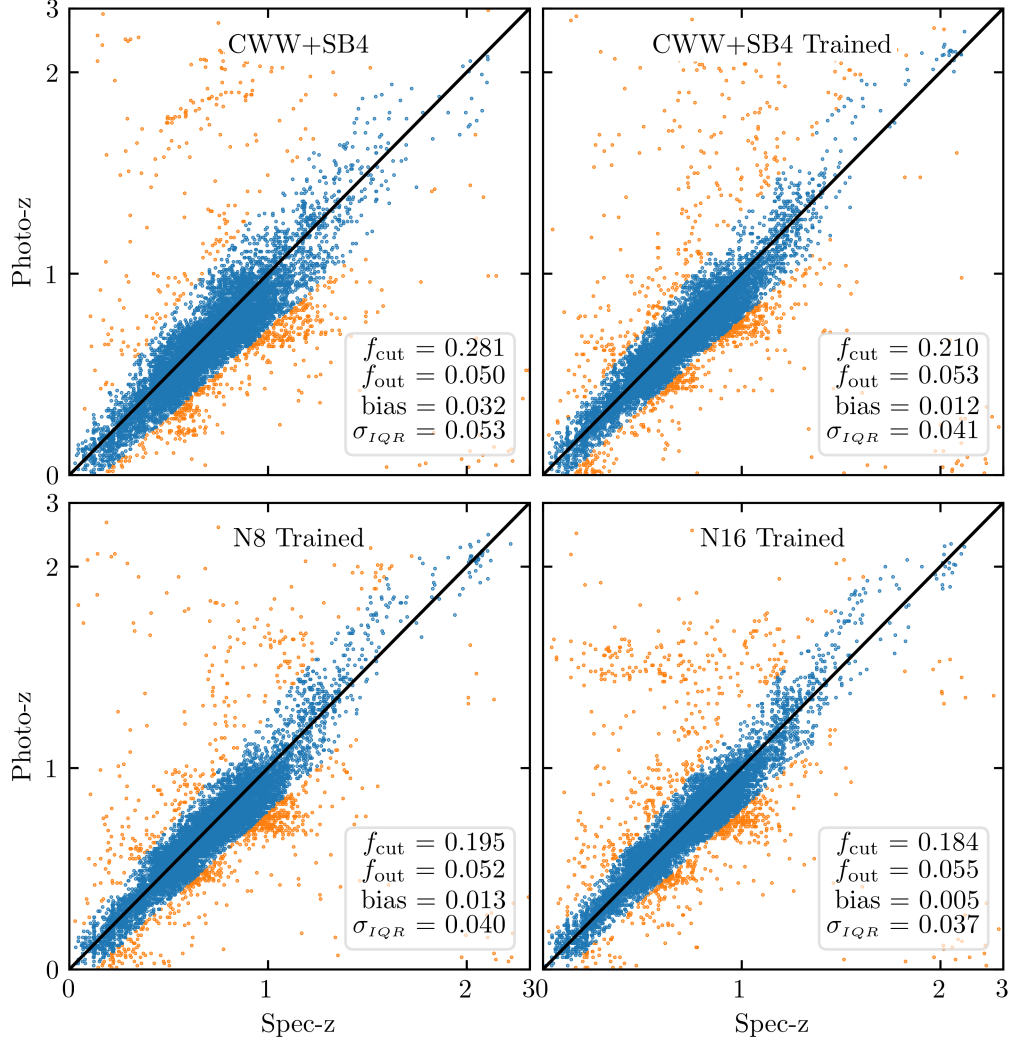 3
CWW+SB4
2
Photo-z
1
f_cut = 0.281
f_out = 0.050
bias = 0.032
σ_IQR = 0.053
0
CWW+SB4 Trained
f_cut = 0.210
f_out = 0.053
bias = 0.012
σ_IQR = 0.041
3
N8 Trained
2
Photo-z
1
f_cut = 0.195
f_out = 0.052
bias = 0.013
σ_IQR = 0.040
0
0 1 2 3
Spec-z
N16 Trained
f_cut = 0.184
f_out = 0.055
bias = 0.005
σ_IQR = 0.037
0 1 2 3
Spec-z